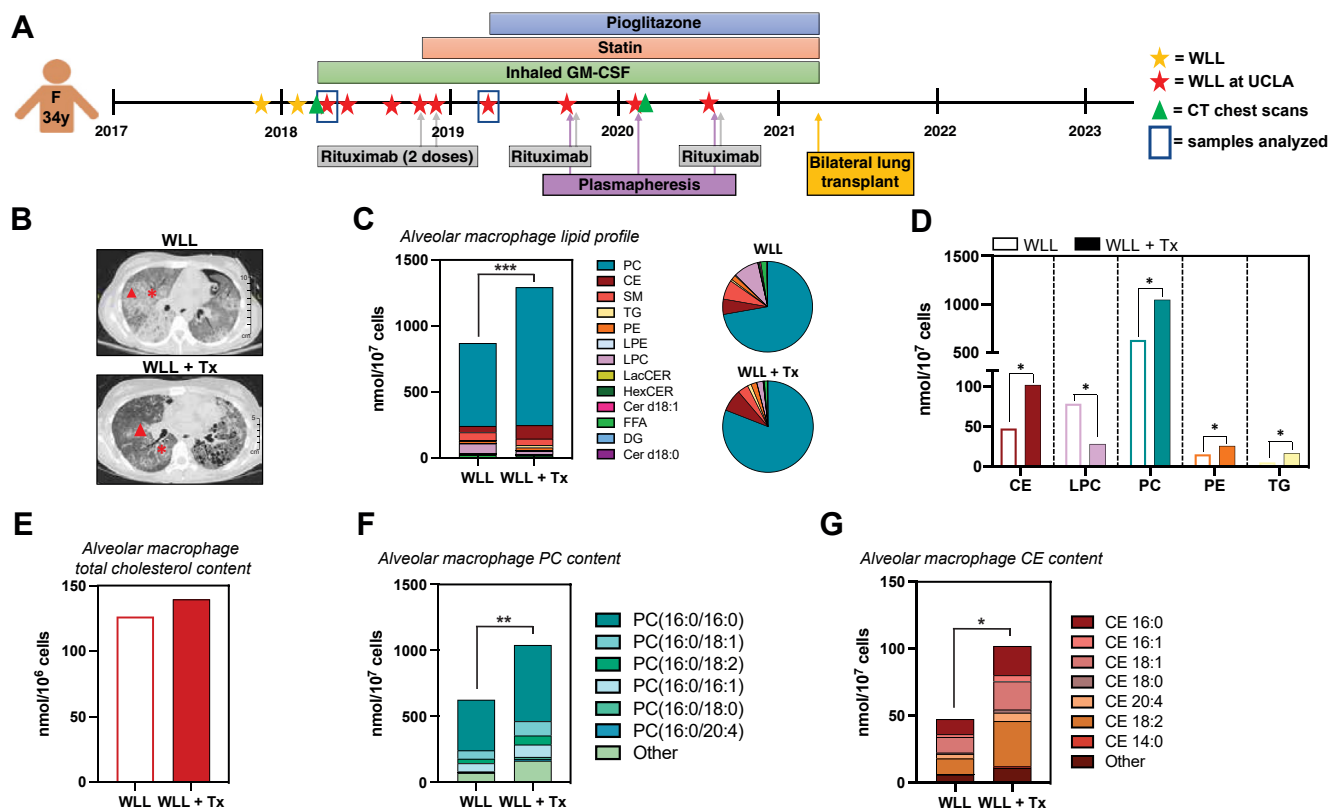 A
Pioglitazone
Statin
Inhaled GM-CSF
F
34y
2017
2018
2019
2020
2021
2022
2023
Rituximab (2 doses)
Rituximab
Rituximab
Plasmapheresis
Bilateral lung
transplant
= WLL
= WLL at UCLA
= CT chest scans
= samples analyzed
B
WLL
10
cm
WLL + Tx
5
cm
C
Alveolar macrophage lipid profile
nmol/10⁷ cells
1500
1000
500
0
***
WLL
WLL + Tx
PC
CE
SM
TG
PE
LPE
LPC
LacCER
HexCER
Cer d18:1
FFA
DG
Cer d18:0
WLL
WLL + Tx
D
WLL
WLL + Tx
nmol/10⁷ cells
1500
1000
500
100
50
0
*
*
*
*
*
CE
LPC
PC
PE
TG
E
Alveolar macrophage
total cholesterol content
nmol/10⁶ cells
150
100
50
0
WLL
WLL + Tx
F
Alveolar macrophage PC content
nmol/10⁷ cells
1500
1000
500
0
**
WLL
WLL + Tx
PC(16:0/16:0)
PC(16:0/18:1)
PC(16:0/18:2)
PC(16:0/16:1)
PC(16:0/18:0)
PC(16:0/20:4)
Other
G
Alveolar macrophage CE content
nmol/10⁷ cells
150
100
50
0
*
WLL
WLL + Tx
CE 16:0
CE 16:1
CE 18:1
CE 18:0
CE 20:4
CE 18:2
CE 14:0
Other